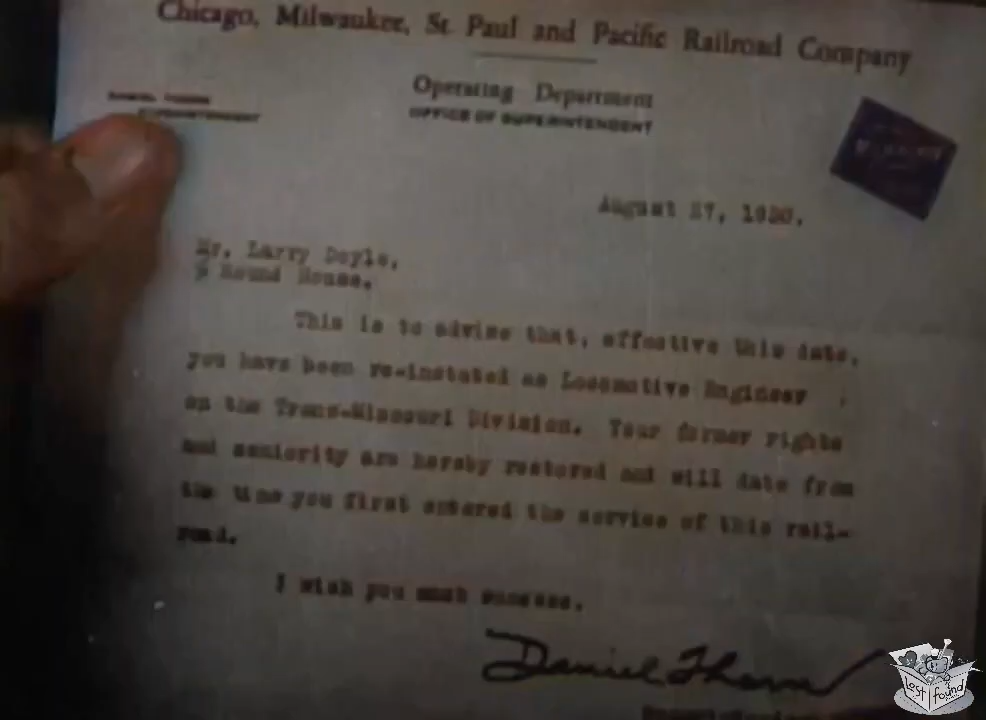 Chicago, Milwaukee, St. Paul and Pacific Railroad Company
Operating Department
OFFICE OF SUPERINTENDENT
SUPERINTENDENT
August 27, 1930.
Mr. Larry Doyle,
% Round House.
This is to advise that, effective this date,
you have been re-instated as Locomotive Engineer
on the Trans-Missouri Division. Your former rights
and seniority are hereby restored and will date from
the time you first entered the service of this rail-
road.
I wish you much success.
Daniel Thorn
lost found